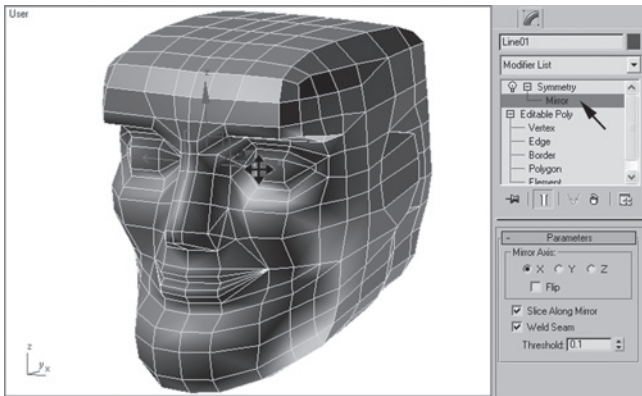 User
z
z
y x
Line01
Modifier List
Symmetry
Mirror
Editable Poly
Vertex
Edge
Border
Polygon
Element
- Parameters
Mirror Axis:
X Y Z
Flip
Slice Along Mirror
Weld Seam
Threshold: 0.1